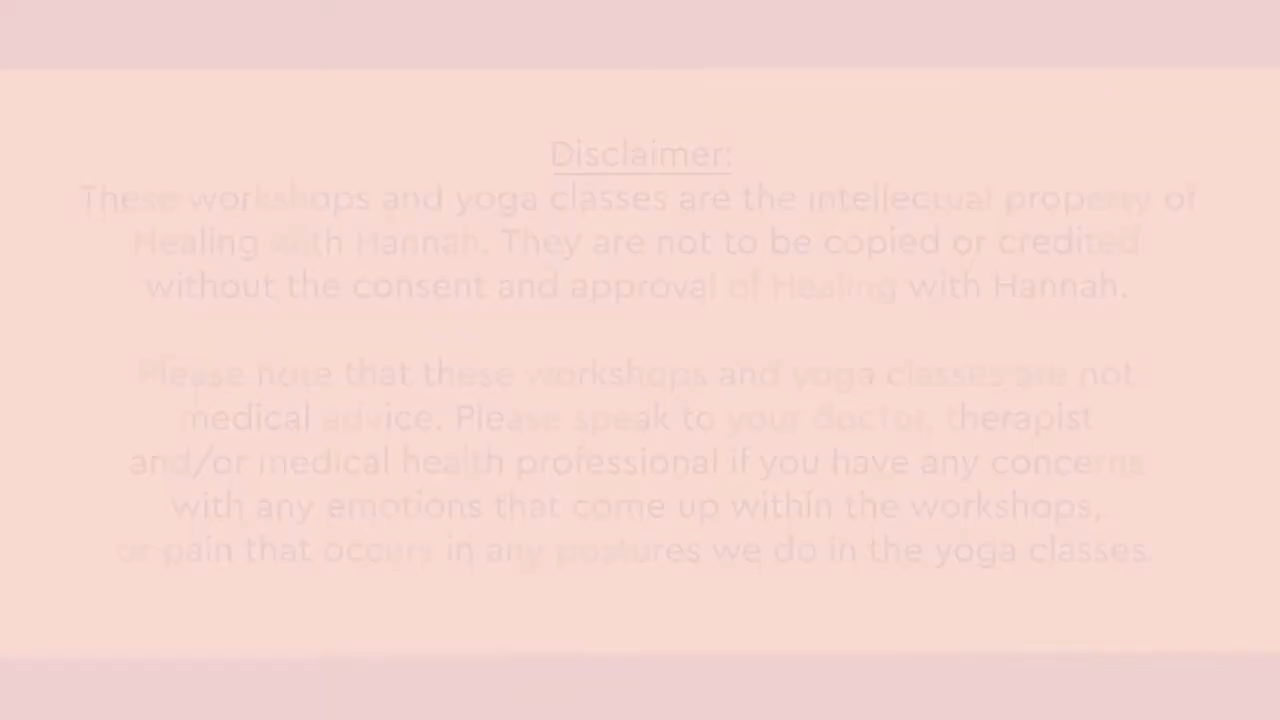 Disclaimer:
These workshops and yoga classes are the intellectual property of
Healing with Hannah. They are not to be copied or credited
without the consent and approval of Healing with Hannah.
Please note that these workshops and yoga classes are not
medical advice. Please speak to your doctor, therapist
and/or medical health professional if you have any concerns
with any emotions that come up within the workshops,
or pain that occurs in any postures we do in the yoga classes.